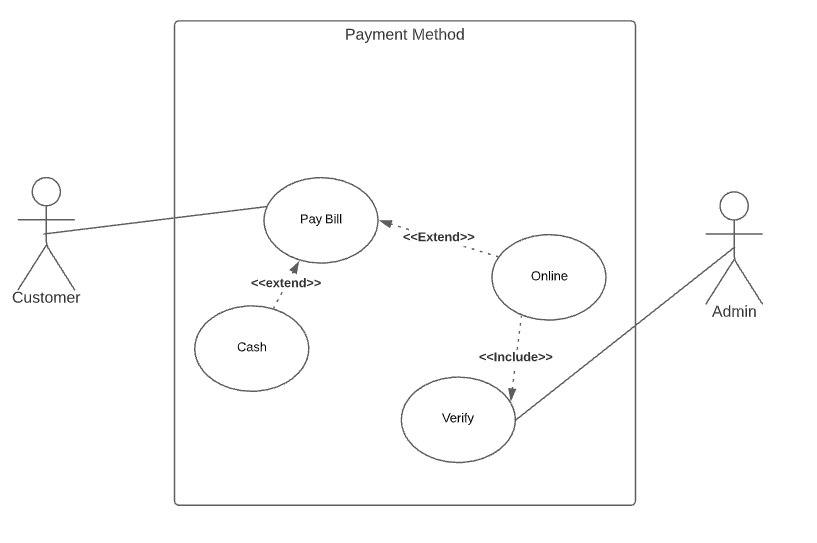 Payment Method
Pay Bill
<<Extend>>
Online
<<extend>>
Customer
Admin
Cash
<<Include>>
Verify